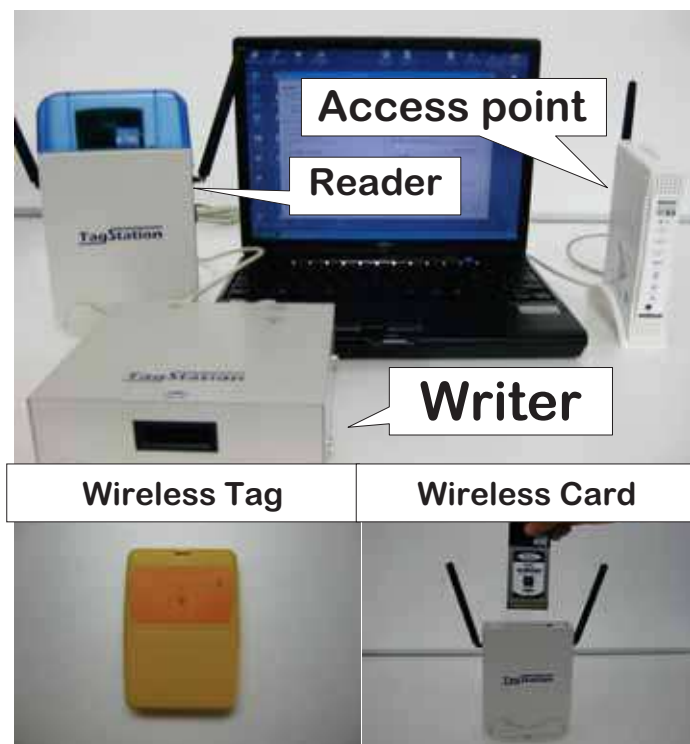 Access point
Reader
TagStation
TagStation
Writer
Wireless Tag
Wireless Card
TagStation